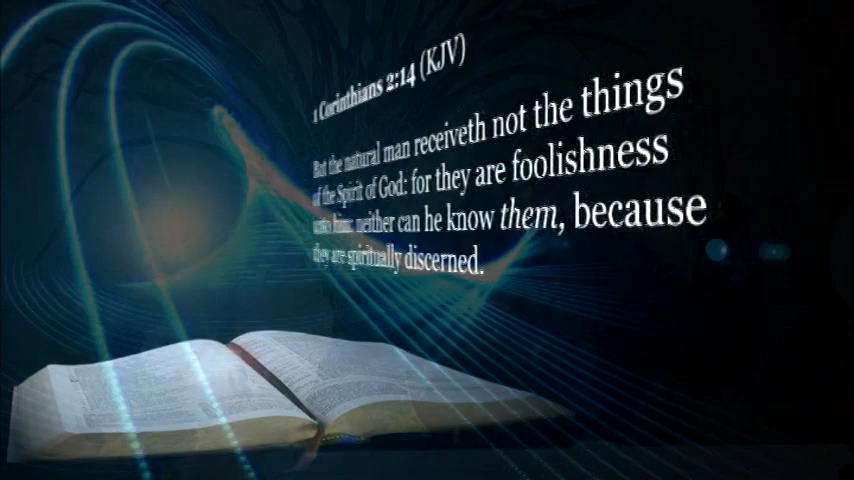 1 Corinthians 2:14 (KJV)
But the natural man receiveth not the things
of the Spirit of God: for they are foolishness
unto him: neither can he know them, because
they are spiritually discerned.